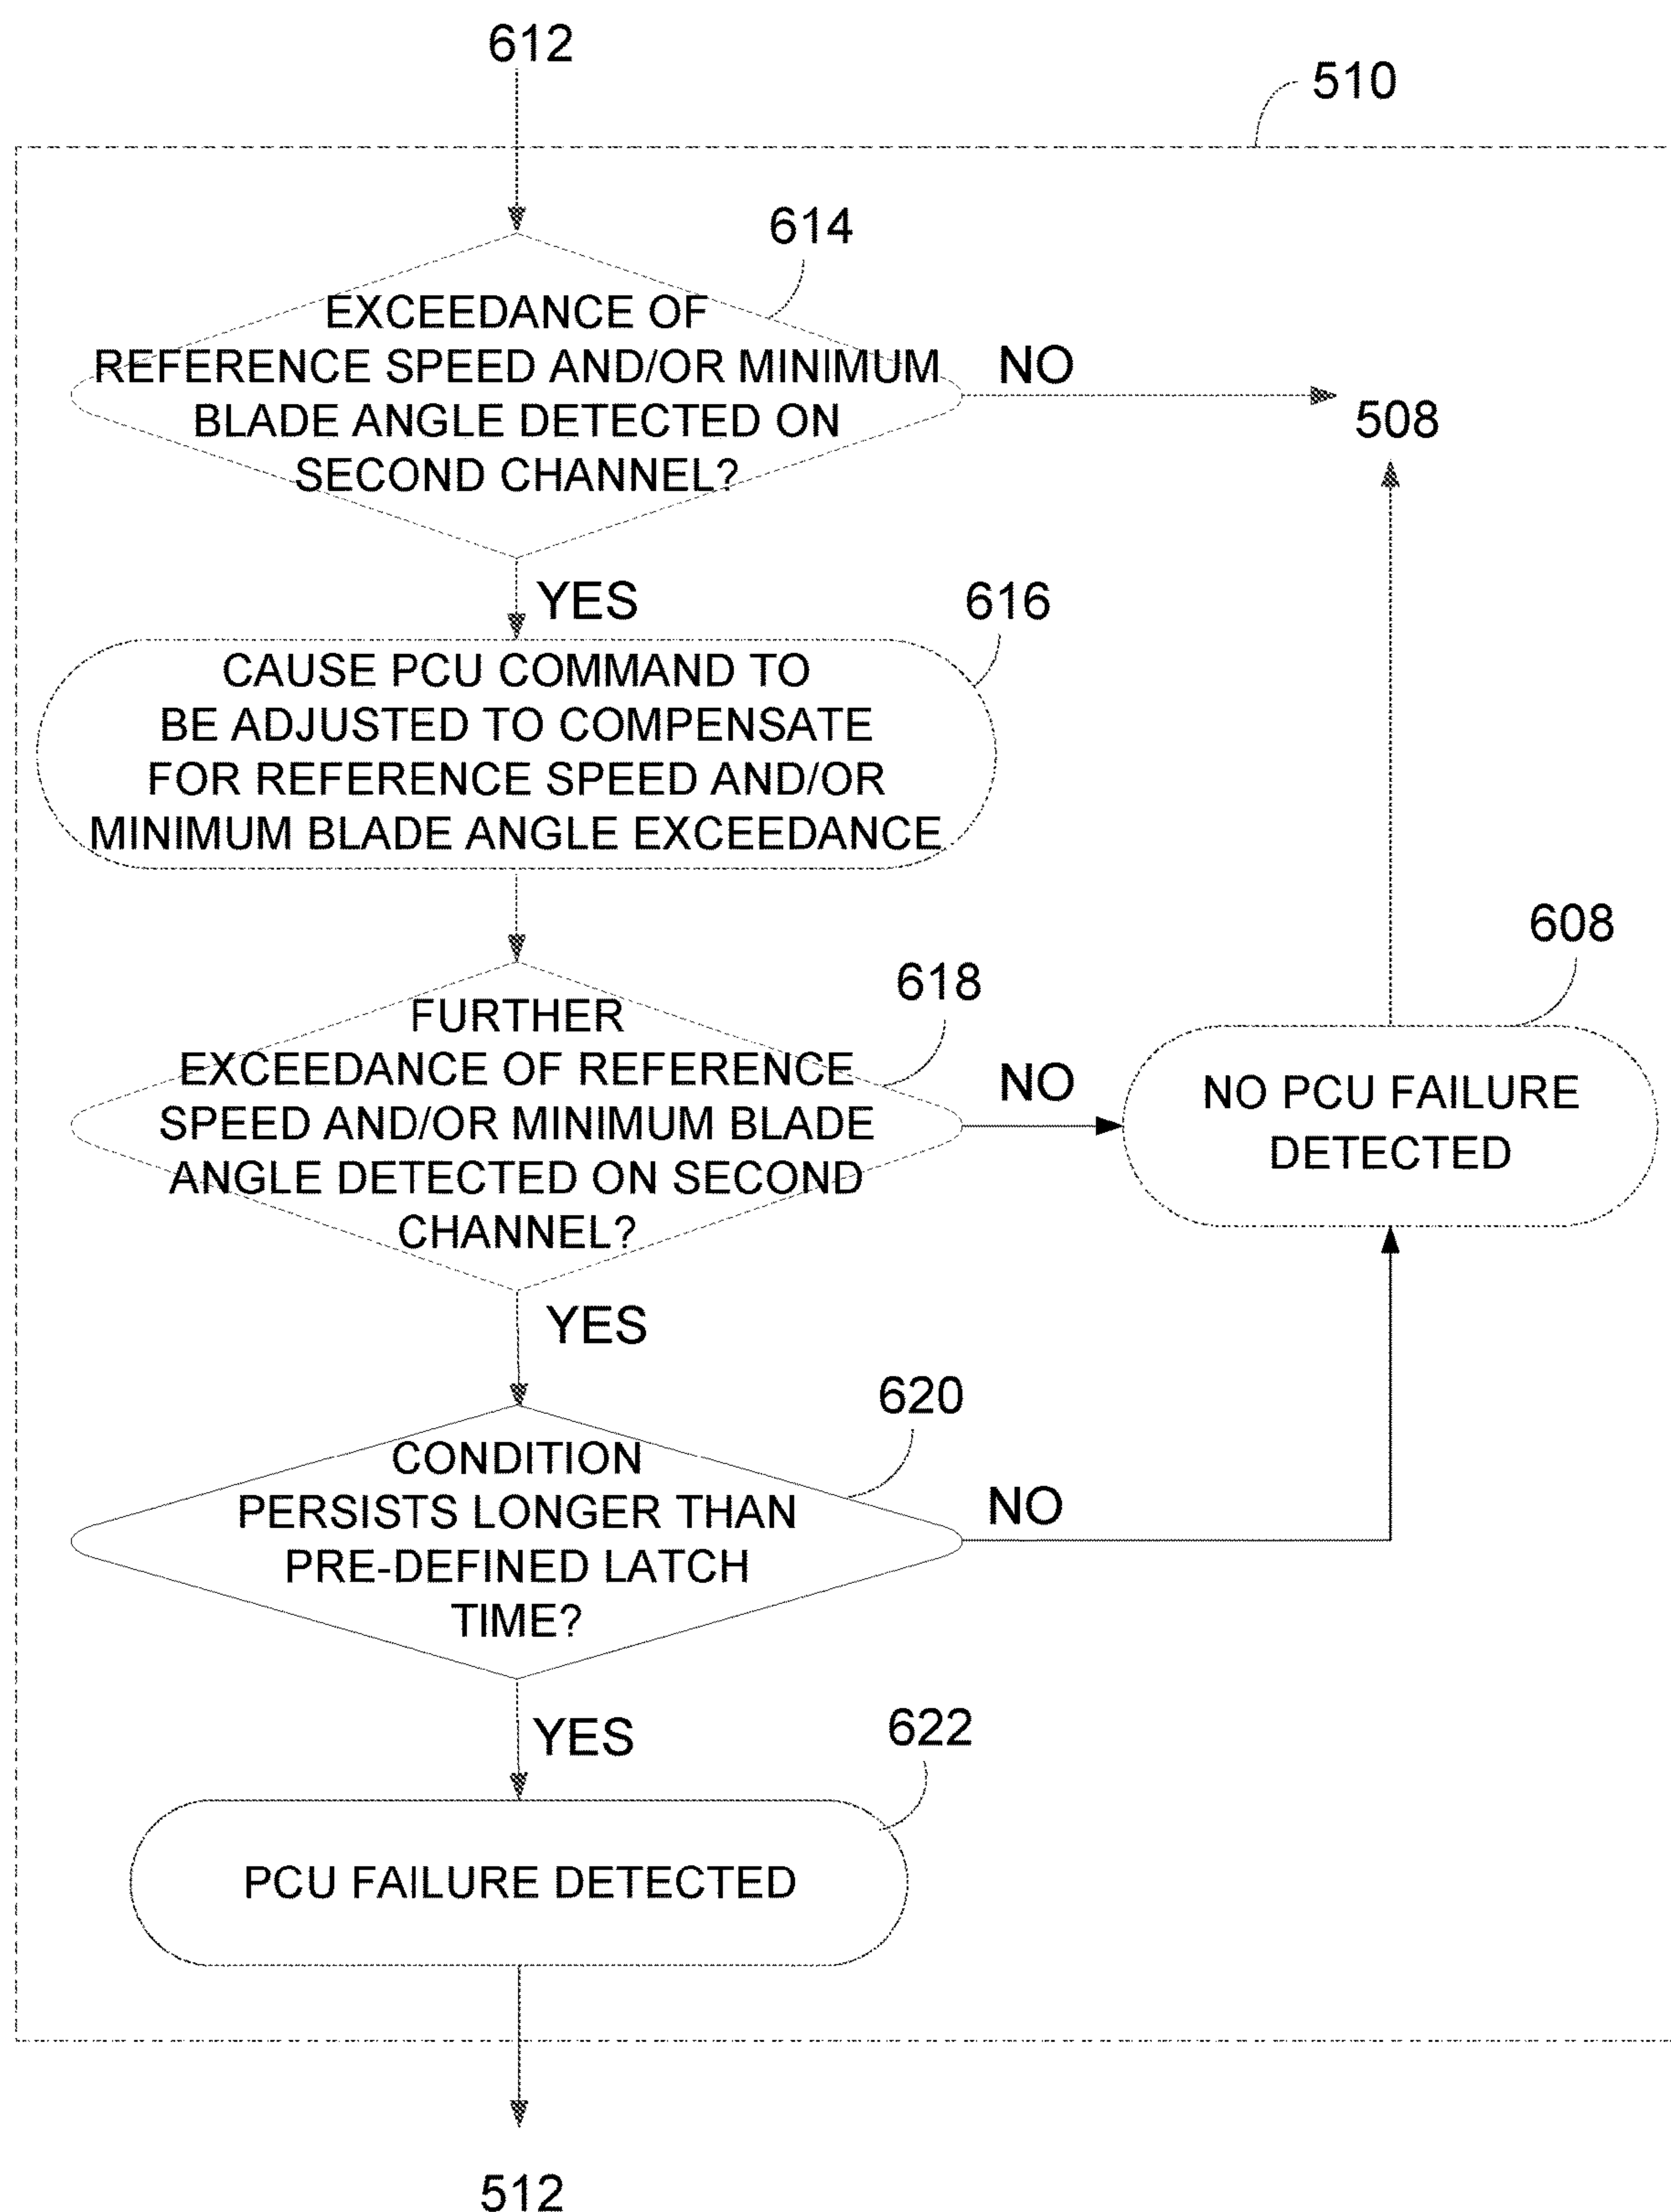 612
510
614
EXCEEDANCE OF
REFERENCE SPEED AND/OR MINIMUM
BLADE ANGLE DETECTED ON
SECOND CHANNEL?
NO
508
YES
616
CAUSE PCU COMMAND TO
BE ADJUSTED TO COMPENSATE
FOR REFERENCE SPEED AND/OR
MINIMUM BLADE ANGLE EXCEEDANCE
618
FURTHER
EXCEEDANCE OF REFERENCE
SPEED AND/OR MINIMUM BLADE
ANGLE DETECTED ON SECOND
CHANNEL?
NO
608
NO PCU FAILURE
DETECTED
YES
620
CONDITION
PERSISTS LONGER THAN
PRE-DEFINED LATCH
TIME?
NO
YES
622
PCU FAILURE DETECTED
512